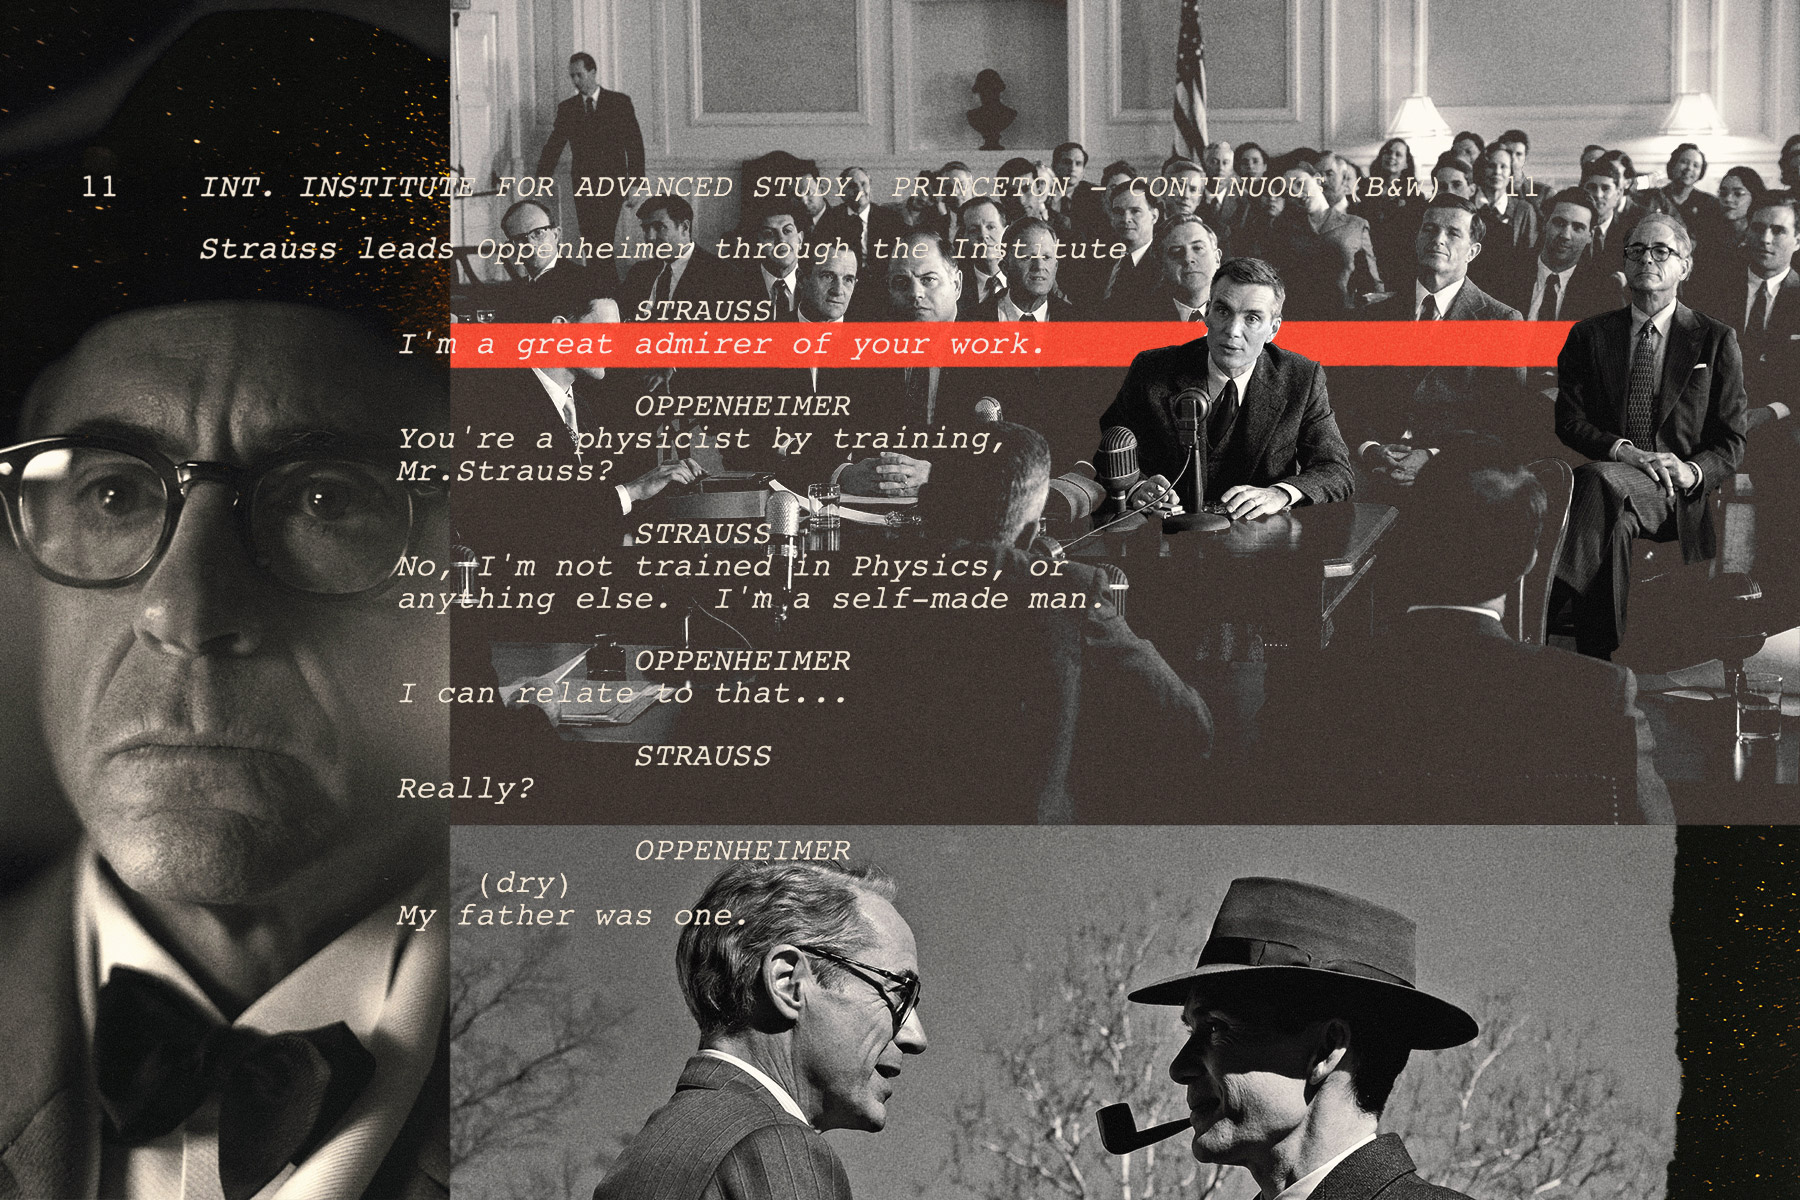 11 INT. INSTITUTE FOR ADVANCED STUDY, PRINCETON - CONTINUOUS (B&W) 11
Strauss leads Oppenheimer through the Institute
STRAUSS
I'm a great admirer of your work.
OPPENHEIMER
You're a physicist by training,
Mr.Strauss?
STRAUSS
No, I'm not trained in Physics, or
anything else. I'm a self-made man.
OPPENHEIMER
I can relate to that...
STRAUSS
Really?
OPPENHEIMER
(dry)
My father was one.